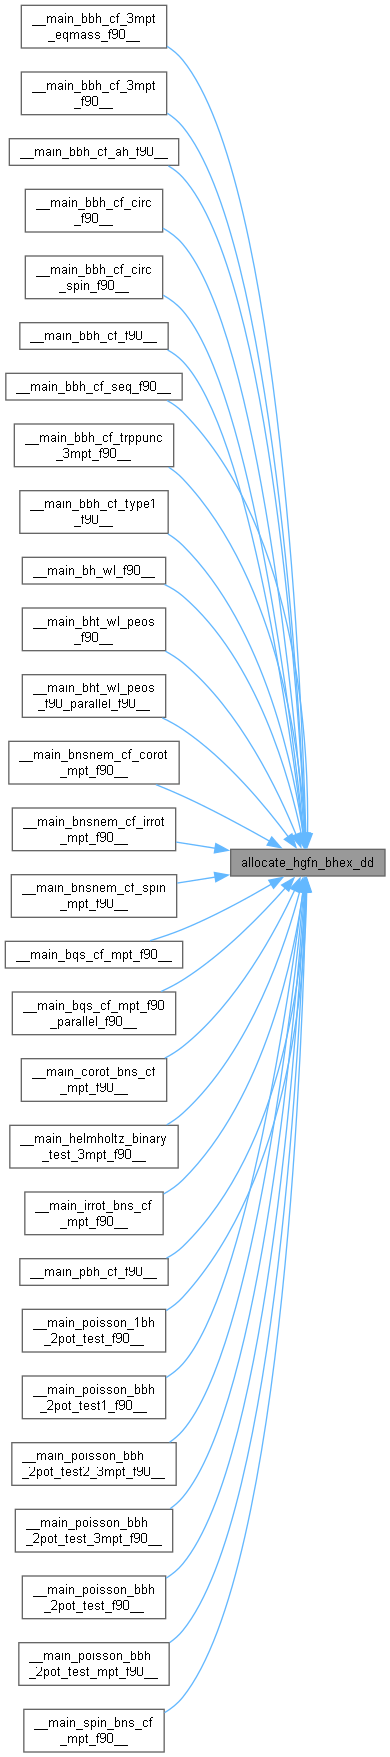 __main_bbh_cf_3mpt
_eqmass_f90__
__main_bbh_cf_3mpt
_f90__
__main_bbh_cf_ah_f90__
__main_bbh_cf_circ
_f90__
__main_bbh_cf_circ
_spin_f90__
__main_bbh_cf_f90__
__main_bbh_cf_seq_f90__
__main_bbh_cf_trppunc
_3mpt_f90__
__main_bbh_cf_type1
_f90__
__main_bh_wl_f90__
__main_bht_wl_peos
_f90__
__main_bht_wl_peos
_f90_parallel_f90__
__main_bnsnem_cf_corot
_mpt_f90__
__main_bnsnem_cf_irrot
_mpt_f90__
allocate_hgfn_bhex_dd
__main_bnsnem_cf_spin
_mpt_f90__
__main_bqs_cf_mpt_f90__
__main_bqs_cf_mpt_f90
_parallel_f90__
__main_corot_bns_cf
_mpt_f90__
__main_helmholtz_binary
_test_3mpt_f90__
__main_irrot_bns_cf
_mpt_f90__
__main_pbh_cf_f90__
__main_poisson_1bh
_2pot_test_f90__
__main_poisson_bbh
_2pot_test1_f90__
__main_poisson_bbh
_2pot_test2_3mpt_f90__
__main_poisson_bbh
_2pot_test_3mpt_f90__
__main_poisson_bbh
_2pot_test_f90__
__main_poisson_bbh
_2pot_test_mpt_f90__
__main_spin_bns_cf
_mpt_f90__